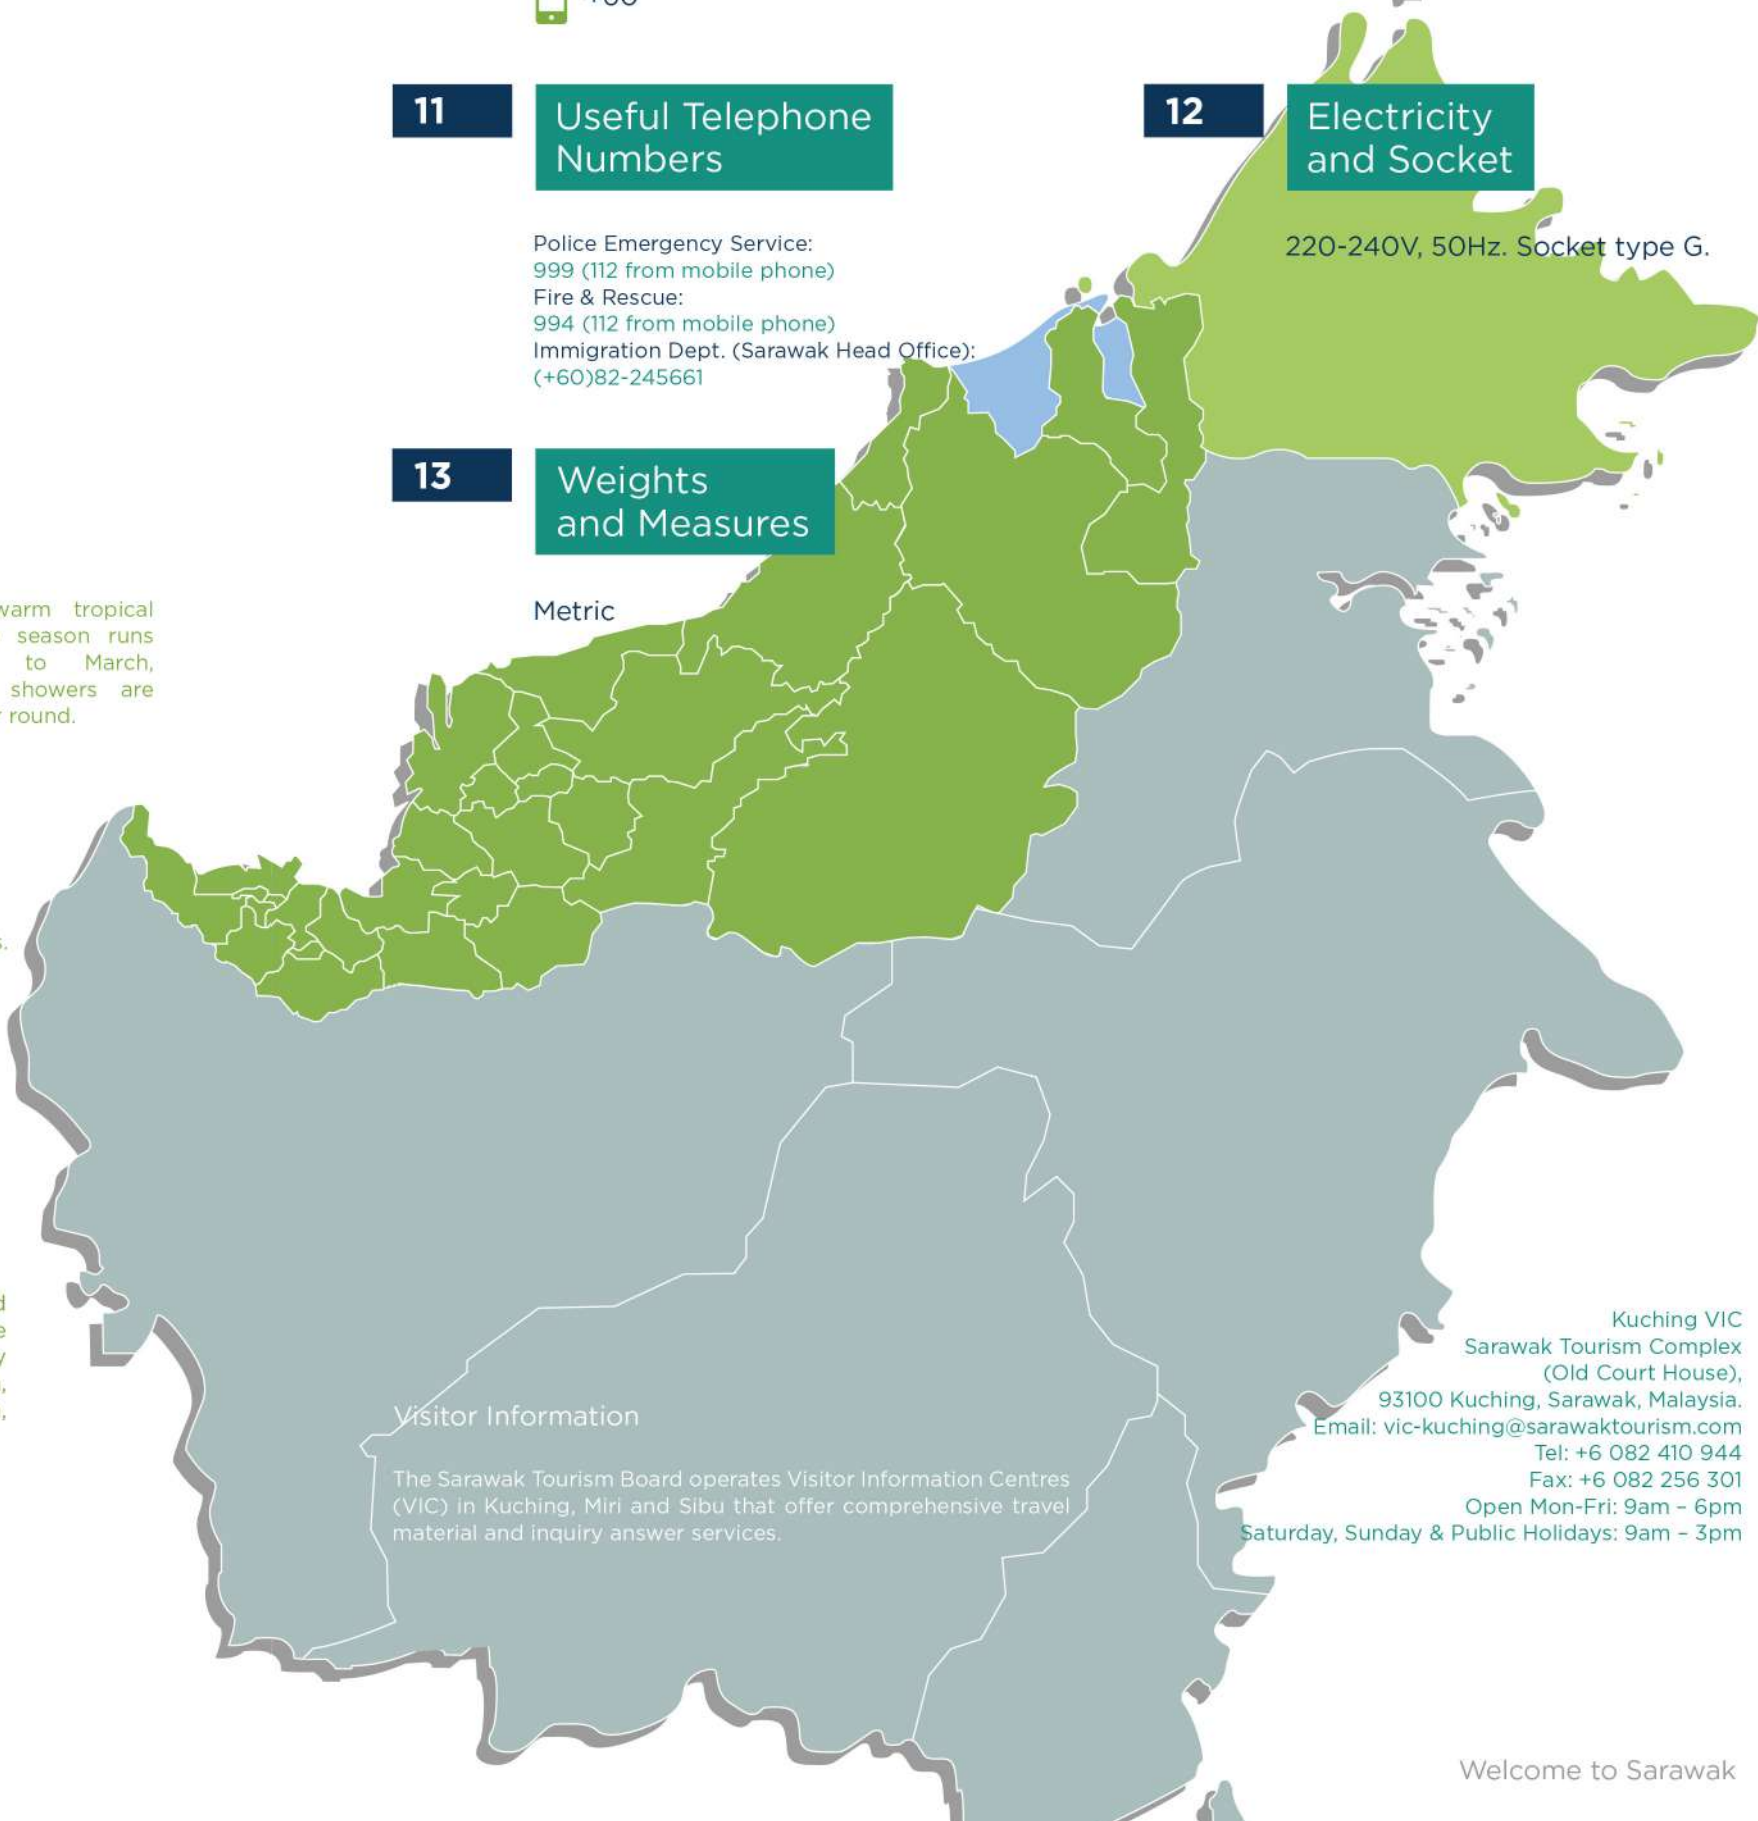 +60
11
Useful Telephone
Numbers
Police Emergency Service:
999 (112 from mobile phone)
Fire & Rescue:
994 (112 from mobile phone)
Immigration Dept. (Sarawak Head Office):
(+60)82-245661
12
Electricity
and Socket
220-240V, 50Hz. Socket type G.
13
Weights
and Measures
Metric
warm tropical
season runs
to March,
showers are
round.
Visitor Information
The Sarawak Tourism Board operates Visitor Information Centres
(VIC) in Kuching, Miri and Sibu that offer comprehensive travel
material and inquiry answer services.
Kuching VIC
Sarawak Tourism Complex
(Old Court House),
93100 Kuching, Sarawak, Malaysia.
Email: vic-kuching@sarawaktourism.com
Tel: +6 082 410 944
Fax: +6 082 256 301
Open Mon-Fri: 9am – 6pm
Saturday, Sunday & Public Holidays: 9am – 3pm
Welcome to Sarawak